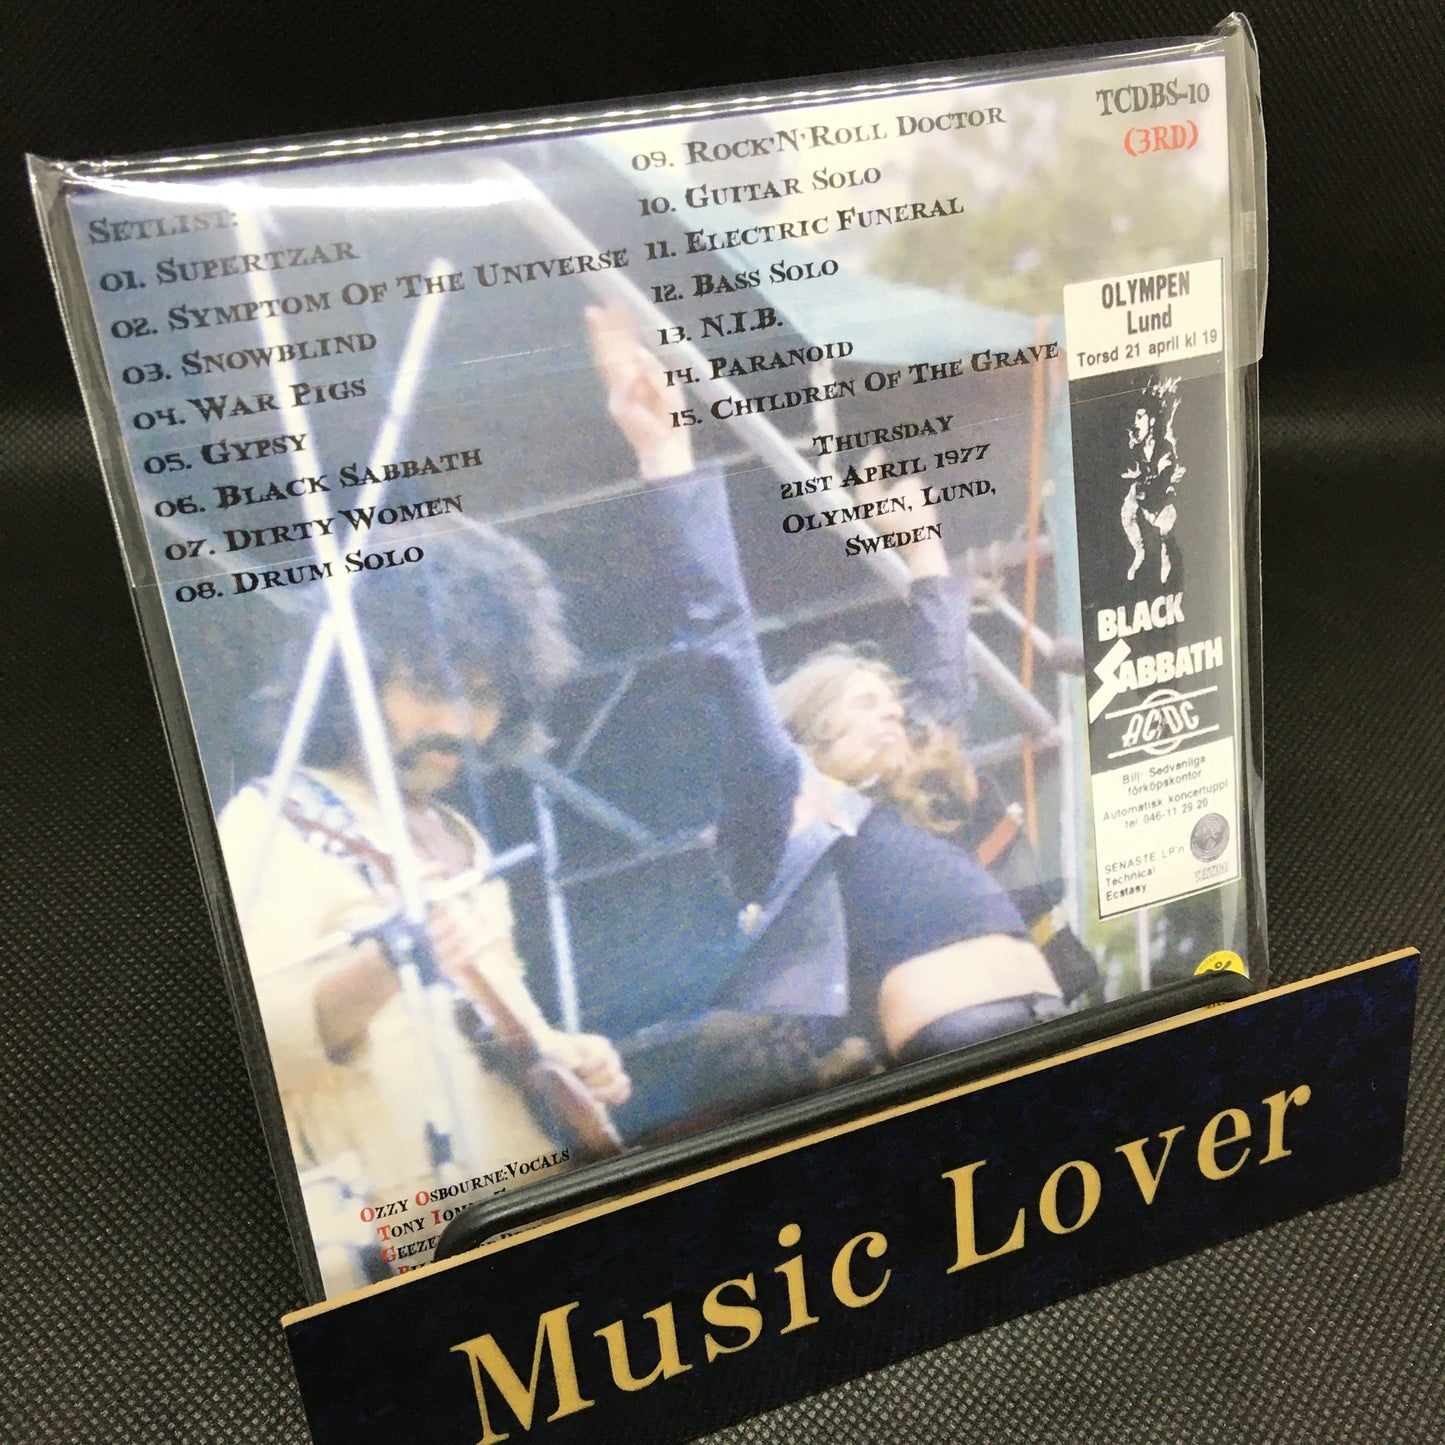 SETLIST:
01. SUPERTZAR
02. SYMPTOM OF THE UNIVERSE
03. SNOWBLIND
04. WAR PIGS
05. GYPSY
06. BLACK SABBATH
07. DIRTY WOMEN
08. DRUM SOLO
09. ROCK'N'ROLL DOCTOR
10. GUITAR SOLO
11. ELECTRIC FUNERAL
12. BASS SOLO
13. N.I.B.
14. PARANOID
15. CHILDREN OF THE GRAVE
THURSDAY
21ST APRIL 1977
OLYMPEN, LUND,
SWEDEN
TCDBS-10
(3RD)
OLYMPEN
Lund
Torsd 21 april kl 19
BLACK
SABBATH
AC/DC
Bilj: Sedvanliga
förköpskontor
Automatisk koncertuppl
tel 046-11 29 20
SENASTE LP'n
Technical
Ecstasy
OZZY OSBOURNE:VOCALS
TONY
Music Lover